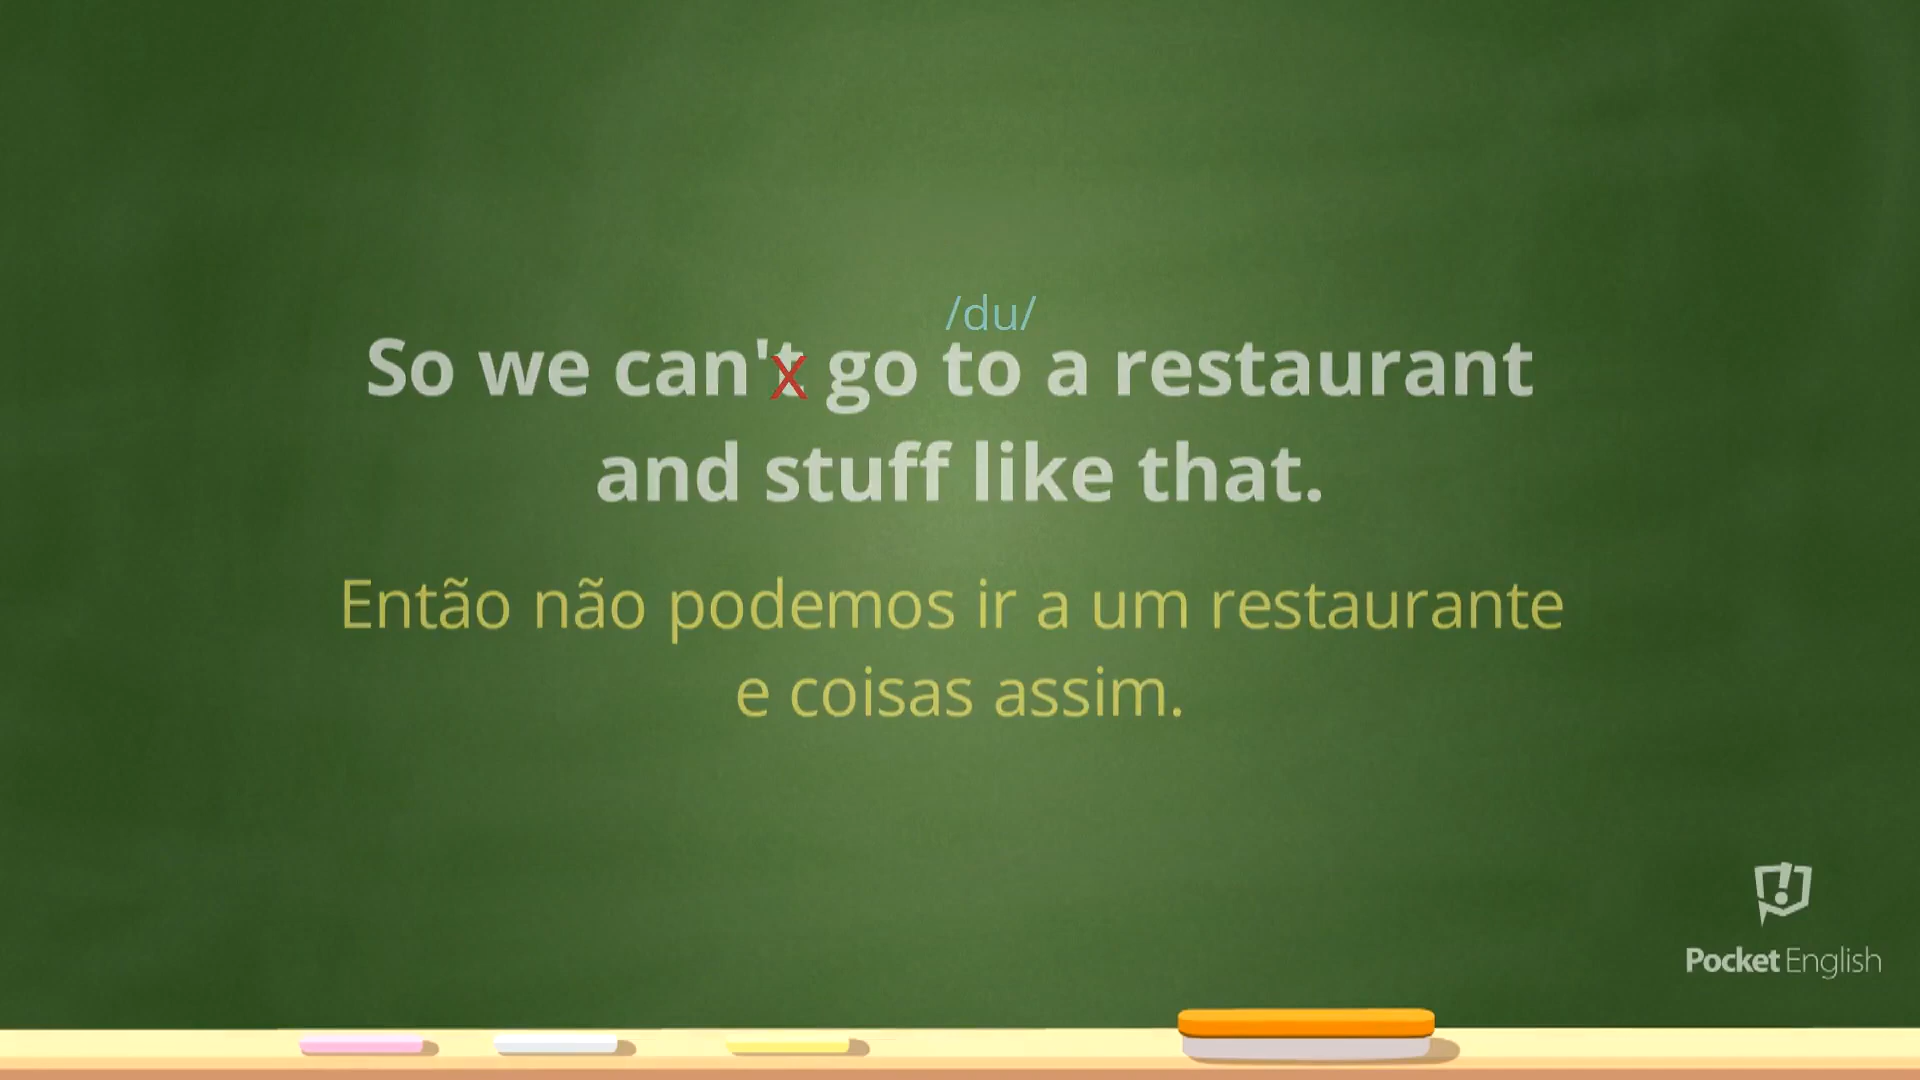 /du/
So we can't go to a restaurant
x
and stuff like that.
Então não podemos ir a um restaurante
e coisas assim.
Pocket English